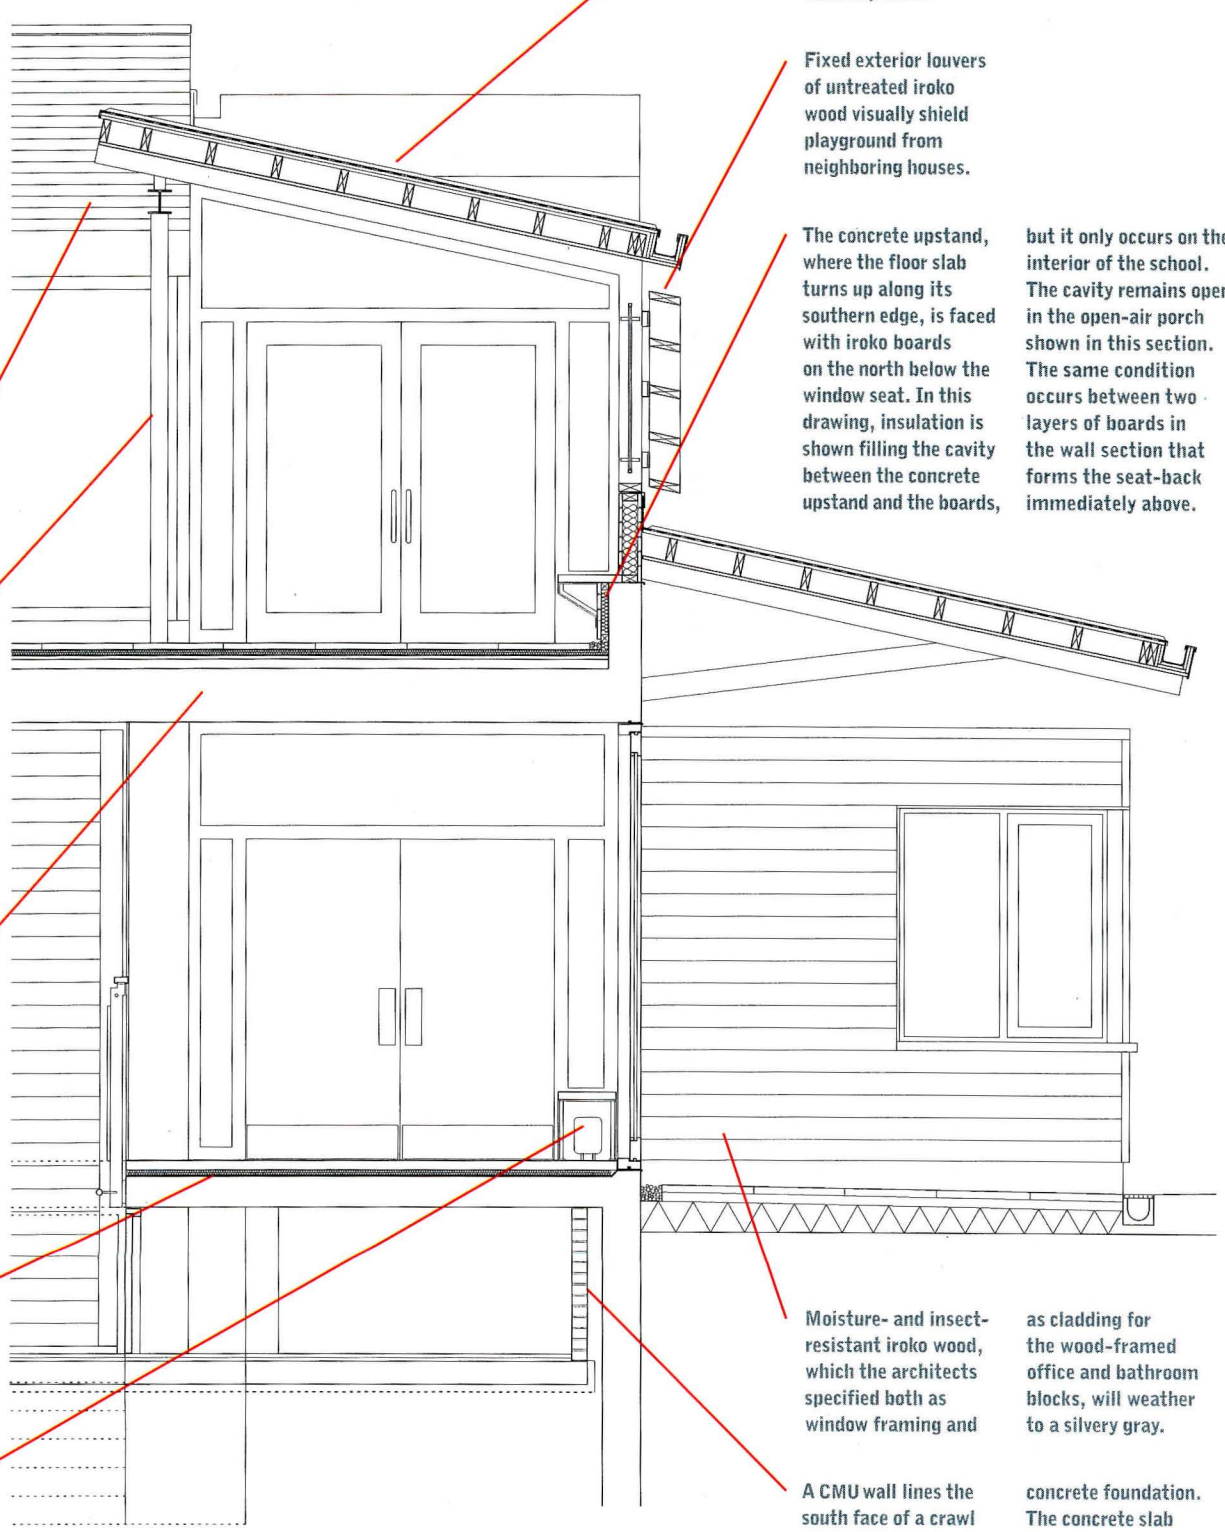 Fixed exterior louvers
of untreated iroko
wood visually shield
playground from
neighboring houses.
The concrete upstand,
where the floor slab
turns up along its
southern edge, is faced
with iroko boards
on the north below the
window seat. In this
drawing, insulation is
shown filling the cavity
between the concrete
upstand and the boards,
but it only occurs on the
interior of the school.
The cavity remains open
in the open-air porch
shown in this section.
The same condition
occurs between two
layers of boards in
the wall section that
forms the seat-back
immediately above.
Moisture- and insect-
resistant iroko wood,
which the architects
specified both as
window framing and
as cladding for
the wood-framed
office and bathroom
blocks, will weather
to a silvery gray.
A CMU wall lines the
south face of a crawl
concrete foundation.
The concrete slab